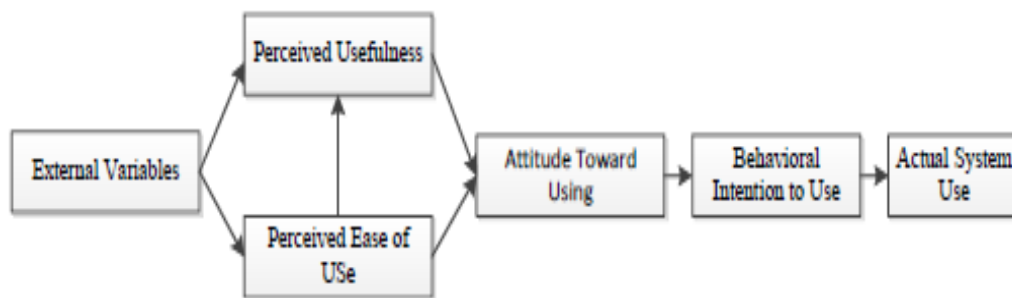 Perceived Usefulness
External Variables
Perceived Ease of
USe
Attitude Toward
Using
Behavioral
Intention to Use
Actual System
Use